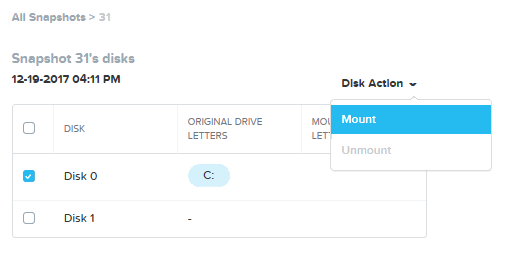 All Snapshots > 31
Snapshot 31's disks
12-19-2017 04:11 PM
Disk Action
Mount
Unmount
DISK
ORIGINAL DRIVE
LETTERS
MOU
LETT
Disk 0
C:
Disk 1
-